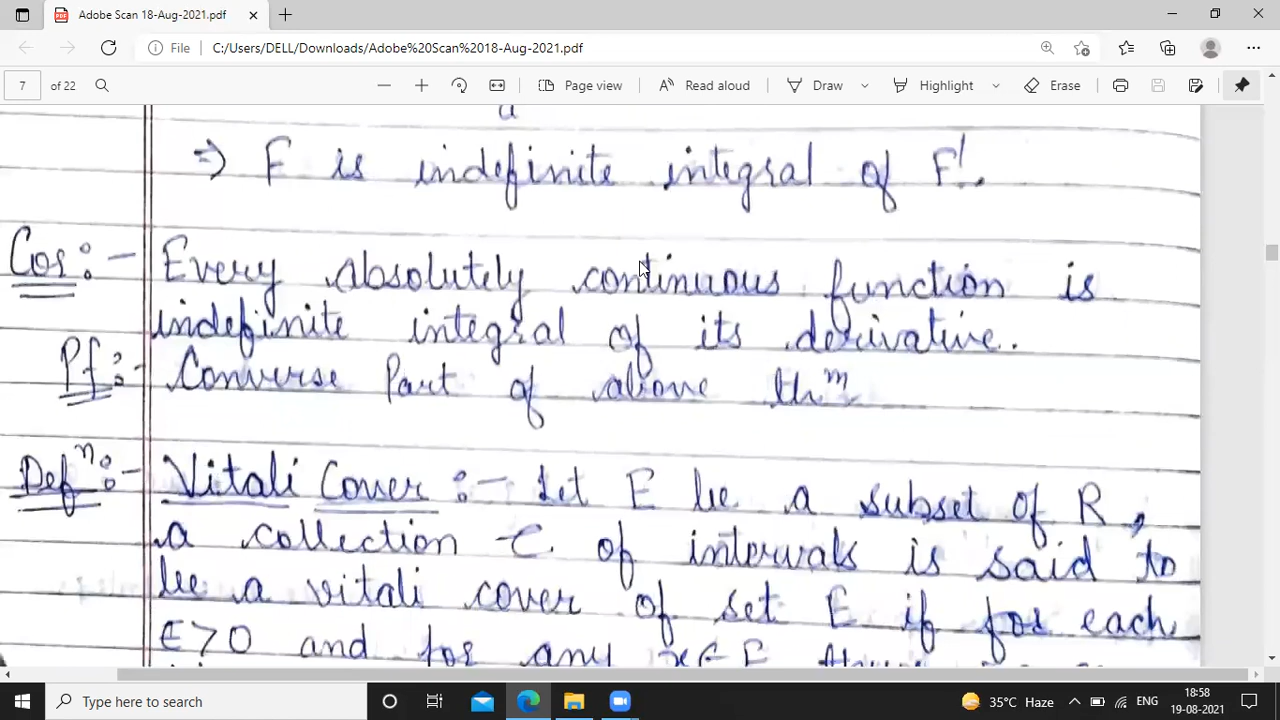 Adobe Scan 18-Aug-2021.pdf
File C:/Users/DELL/Downloads/Adobe%20Scan%2018-Aug-2021.pdf
7 of 22 Page view Read aloud Draw Highlight Erase
a
⇒ F is indefinite integral of F'.
Cor:- Every absolutely continuous function is
indefinite integral of its derivative.
Pf:- Converse Part of above thm
Defn:- Vitali Cover :- Let E be a subset of R,
a collection C of intervals is said to
be a vitali cover of set E if for each
ϵ>0 and for any x∈E there
Type here to search
35°C Haze ENG 18:58
19-08-2021